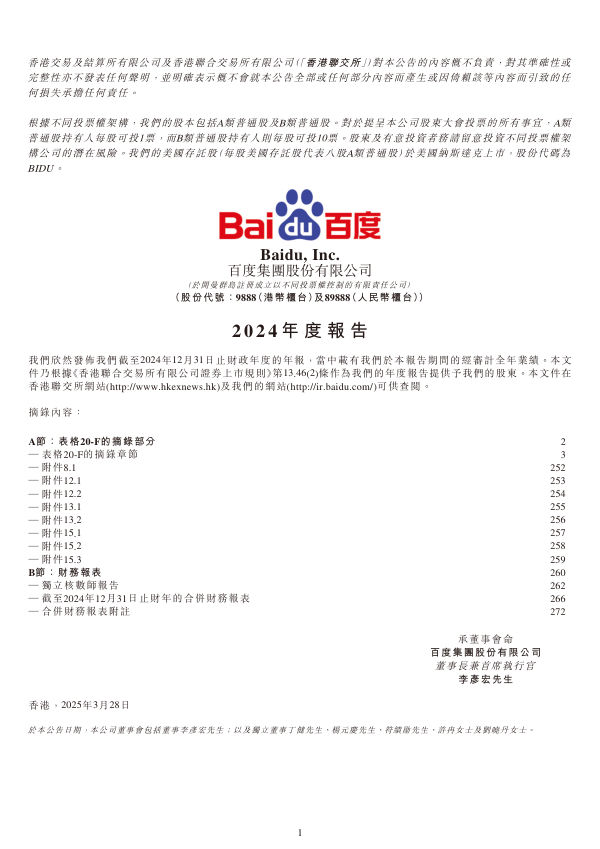 香港交易及結算所有限公司及香港聯合交易所有限公司(「香港聯交所」)對本公告的內容概不負責，對其準確性或
完整性亦不發表任何聲明，並明確表示概不會就本公告全部或任何部分內容而產生或因倚賴該等內容而引致的任
何損失承擔任何責任。
根據不同投票權架構，我們的股本包括A類普通股及B類普通股。對於提呈本公司股東大會投票的所有事宜，A類
普通股持有人每股可投1票，而B類普通股持有人則每股可投10票。股東及有意投資者務請留意投資不同投票權架
構公司的潛在風險。我們的美國存託股(每股美國存託股代表八股A類普通股)於美國納斯達克上市，股份代碼為
BIDU。
Bai du 百度
Baidu, Inc.
百度集團股份有限公司
(於開曼群島註冊成立以不同投票權控制的有限責任公司)
(股份代號：9888(港幣櫃台)及89888(人民幣櫃台))
2024年度報告
我們欣然發佈我們截至2024年12月31日止財政年度的年報，當中載有我們於本報告期間的經審計全年業績。本文
件乃根據《香港聯合交易所有限公司證券上市規則》第13.46(2)條作為我們的年度報告提供予我們的股東。本文件在
香港聯交所網站(http://www.hkexnews.hk)及我們的網站(http://ir.baidu.com/)可供查閱。
摘錄內容：
A節：表格20-F的摘錄部分 2
— 表格20-F的摘錄章節 3
— 附件8.1 252
— 附件12.1 253
— 附件12.2 254
— 附件13.1 255
— 附件13.2 256
— 附件15.1 257
— 附件15.2 258
— 附件15.3 259
B節：財務報表 260
— 獨立核數師報告 262
— 截至2024年12月31日止財年的合併財務報表 266
— 合併財務報表附註 272
承董事會命
百度集團股份有限公司
董事長兼首席執行官
李彥宏先生
香港，2025年3月28日
於本公告日期，本公司董事會包括董事李彥宏先生；以及獨立董事丁健先生、楊元慶先生、符績勛先生、許冉女士及劉曉丹女士。
1